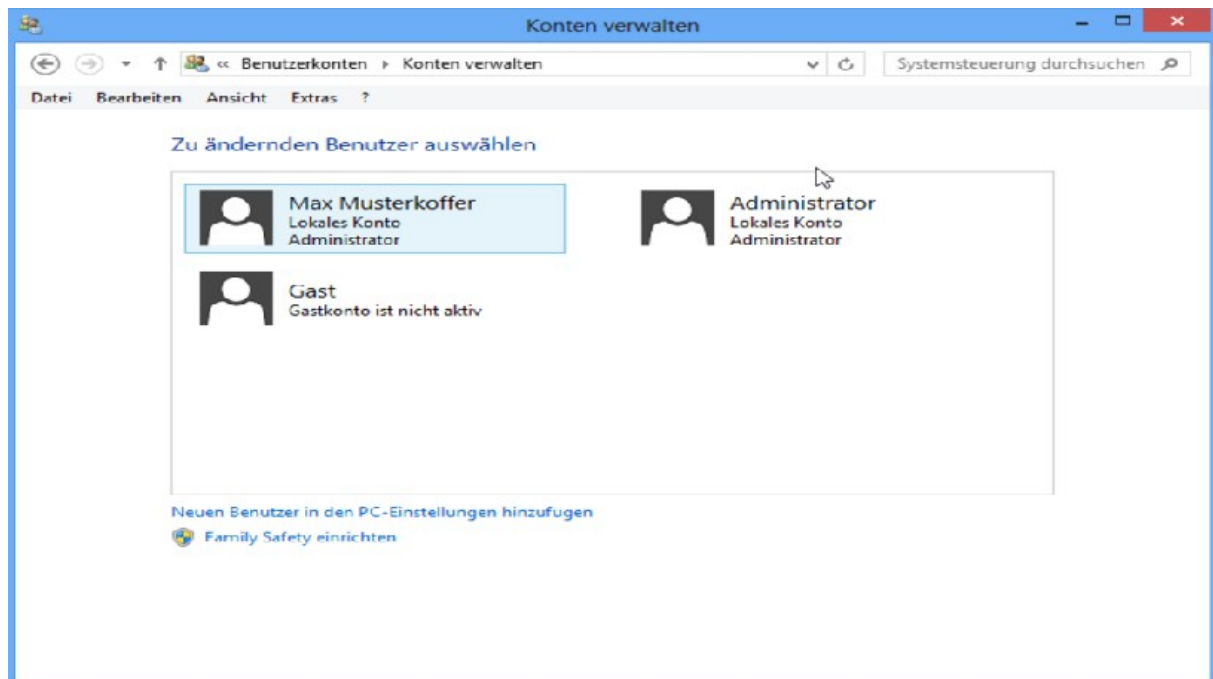 Konten verwalten
« Benutzerkonten Konten verwalten
Systemsteuerung durchsuchen
Datei Bearbeiten Ansicht Extras ?
Zu ändernden Benutzer auswählen
Max Musterkoffer
Lokales Konto
Administrator
Administrator
Lokales Konto
Administrator
Gast
Gastkonto ist nicht aktiv
Neuen Benutzer in den PC-Einstellungen hinzufügen
Family Safety einrichten